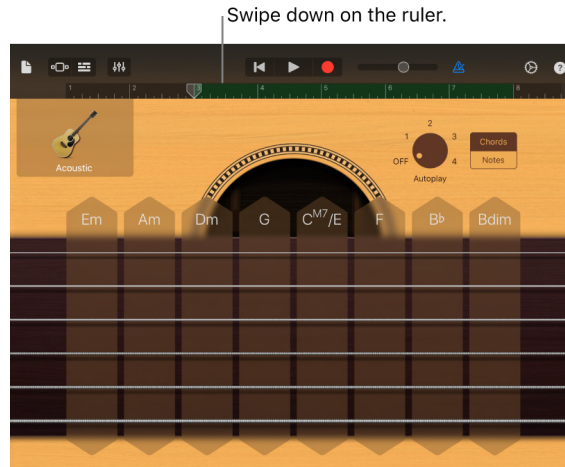 Swipe down on the ruler.
?
1 2 3 4 5 6 7 8
Acoustic
OFF 1 2 3 4
Autoplay
Chords
Notes
Em Am Dm G CM7/E F B♭ Bdim